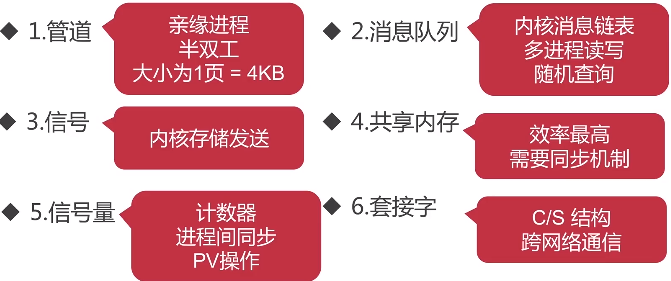 ◆ 1.管道
亲缘进程
半双工
大小为1页 = 4KB
◆ 2.消息队列
内核消息链表
多进程读写
随机查询
◆ 3.信号
内核存储发送
◆ 4.共享内存
效率最高
需要同步机制
◆ 5.信号量
计数器
进程间同步
PV操作
◆ 6.套接字
C/S 结构
跨网络通信